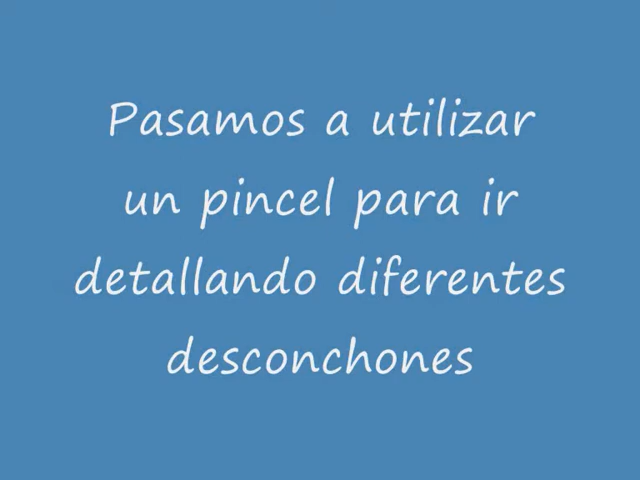 Pasamos a utilizar
un pincel para ir
detallando diferentes
desconchones